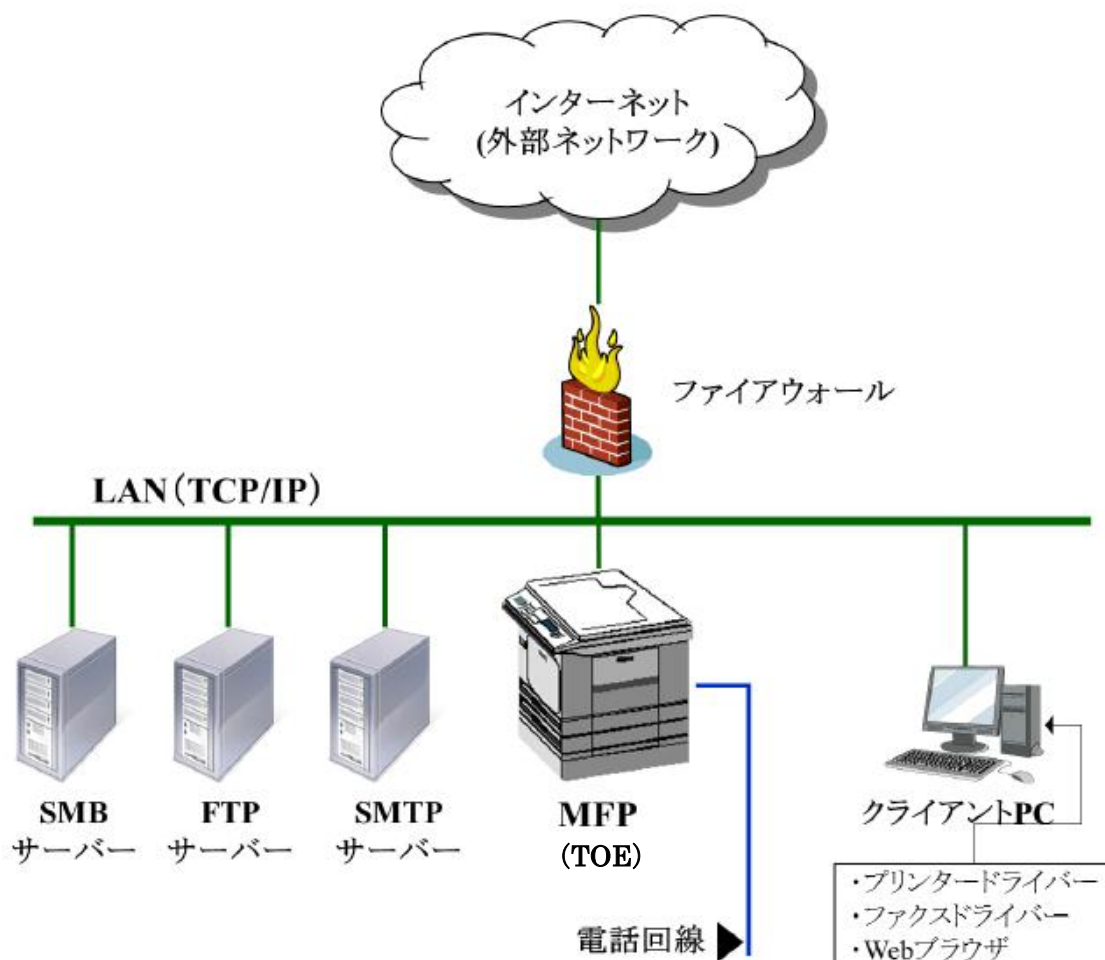 インターネット
(外部ネットワーク)
ファイアウォール
LAN（TCP/IP）
SMB
サーバー
FTP
サーバー
SMTP
サーバー
MFP
(TOE)
クライアントPC
・プリンタードライバー
・ファクスドライバー
・Webブラウザ
電話回線